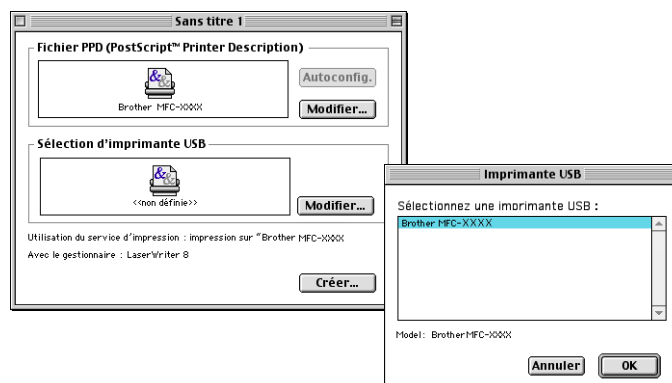 Sans titre 1
Fichier PPD (PostScript™ Printer Description)
Autoconfig.
Brother MFC-XXXX
Modifier...
Sélection d'imprimante USB
<<non définie>>
Modifier...
Utilisation du service d'impression : impression sur "Brother MFC-XXXX
Avec le gestionnaire : LaserWriter 8
Créer...
Imprimante USB
Sélectionnez une imprimante USB :
Brother MFC-XXXX
Model: Brother MFC-XXXX
Annuler
OK